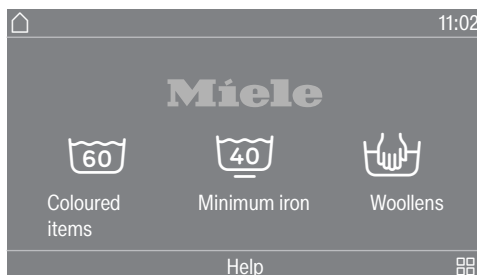 11:02
Miele
60
40
Coloured
items
Minimum iron
Woollens
Help